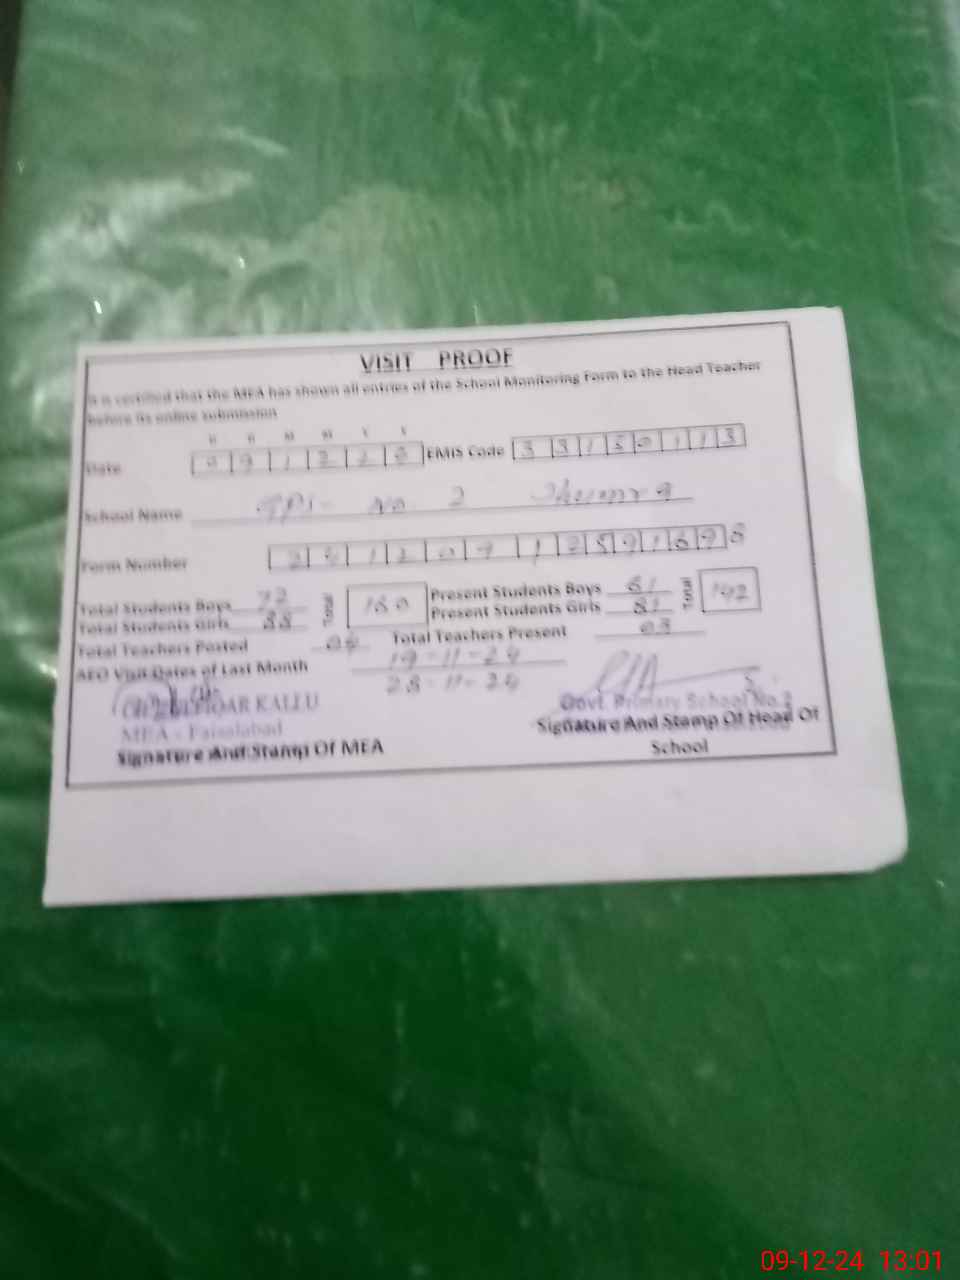 VISIT PROOF
It is certified that the MEA has shown all entries of the School Monitoring Form to the Head Teacher
before its online submission
D D M M Y Y
Date 0 9 1 2 2 EMIS Code 3 3 1 5 0 1 1 3
School Name GPS No 2
Form Number
Total Students Boys 72 Total 160 Present Students Boys 61 Total 142
Total Students Girls 88 Present Students Girls 81
Total Teachers Posted 04 Total Teachers Present 03
AEO Visit Dates of Last Month 19-11-24
28-11-24
KALLU
MEA - Faisalabad
Signature And Stamp Of MEA
Govt. Primary School No.2
Signature And Stamp Of Head Of
School
09-12-24 13:01